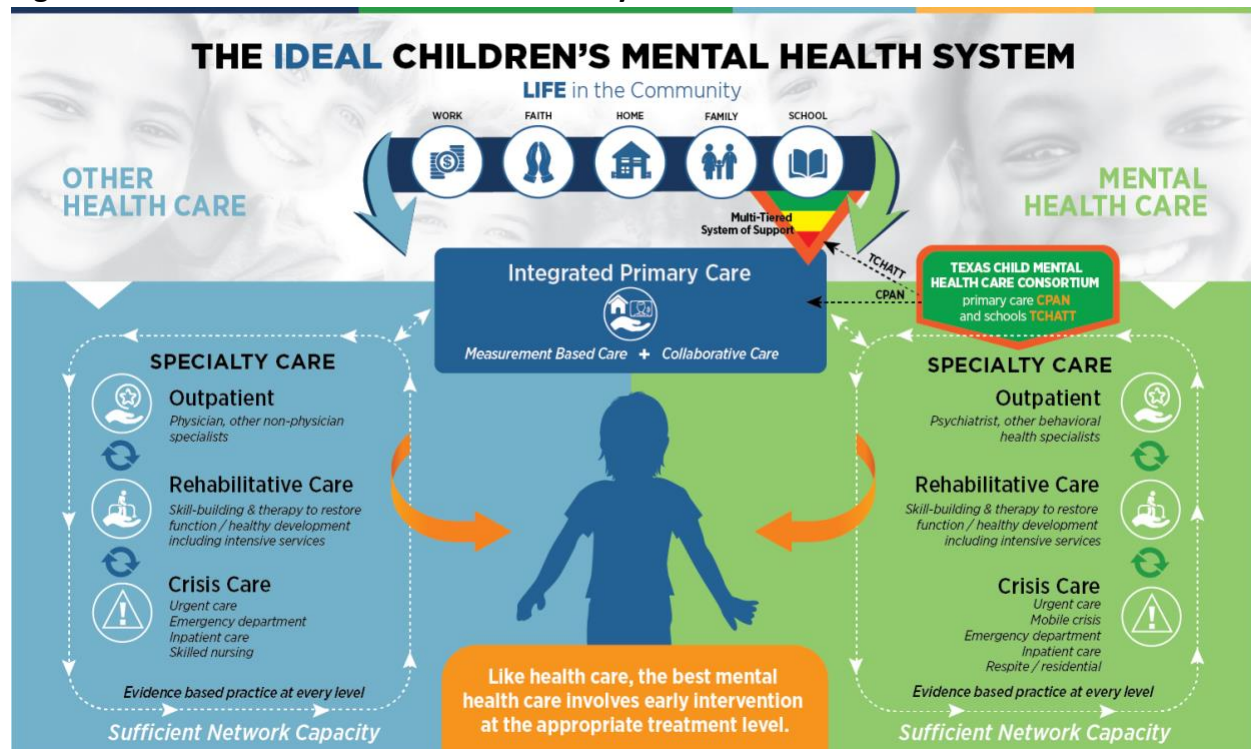 THE IDEAL CHILDREN'S MENTAL HEALTH SYSTEM
LIFE in the Community
WORK
FAITH
HOME
FAMILY
SCHOOL
OTHER
HEALTH CARE
MENTAL
HEALTH CARE
Multi-Tiered
System of Support
TCHATT
CPAN
TEXAS CHILD MENTAL
HEALTH CARE CONSORTIUM
primary care CPAN
and schools TCHATT
Integrated Primary Care
Measurement Based Care + Collaborative Care
SPECIALTY CARE
Outpatient
Physician, other non-physician
specialists
Rehabilitative Care
Skill-building & therapy to restore
function / healthy development
including intensive services
Crisis Care
Urgent care
Emergency department
Inpatient care
Skilled nursing
Evidence based practice at every level
Sufficient Network Capacity
SPECIALTY CARE
Outpatient
Psychiatrist, other behavioral
health specialists
Rehabilitative Care
Skill-building & therapy to restore
function / healthy development
including intensive services
Crisis Care
Urgent care
Mobile crisis
Emergency department
Inpatient care
Respite / residential
Evidence based practice at every level
Sufficient Network Capacity
Like health care, the best mental
health care involves early intervention
at the appropriate treatment level.